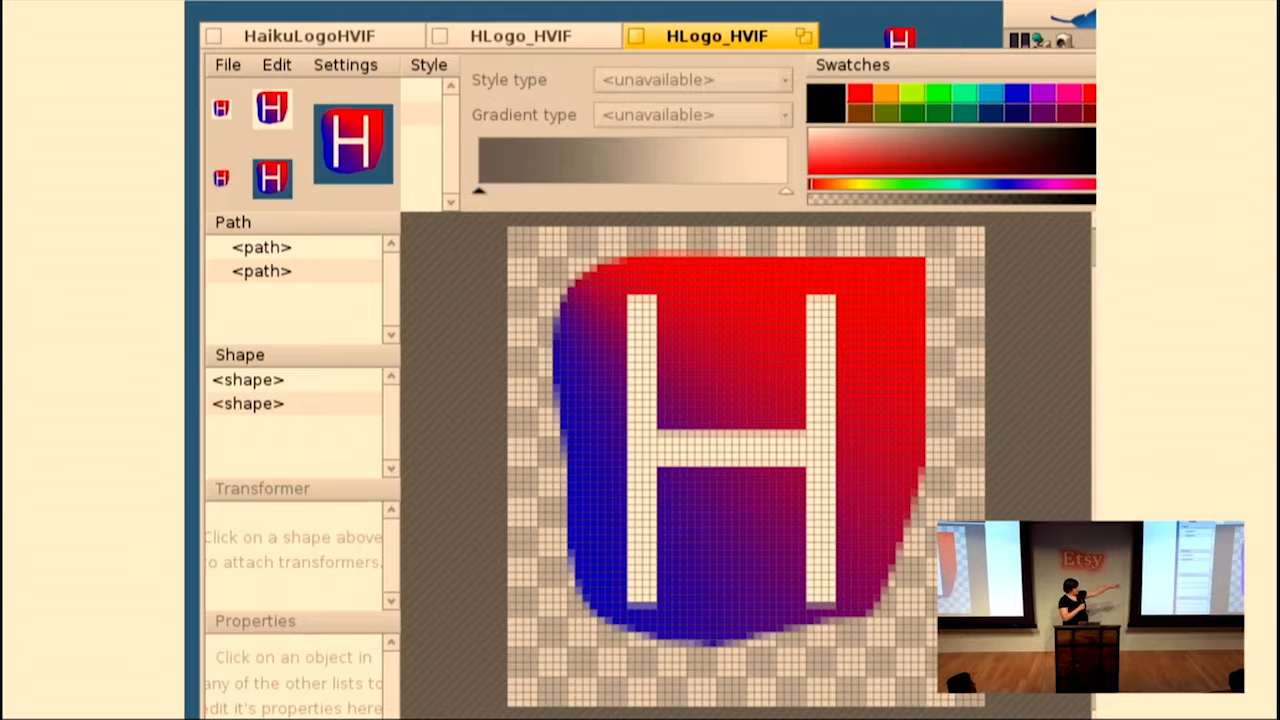 HaikuLogoHVIF
HLogo_HVIF
HLogo_HVIF
File Edit Settings
Style
Style type <unavailable>
Gradient type <unavailable>
Swatches
Path
<path>
<path>
Shape
<shape>
<shape>
Transformer
Click on a shape above
to attach transformers.
Properties
Click on an object in
any of the other lists to
edit it's properties here
H
Etsy